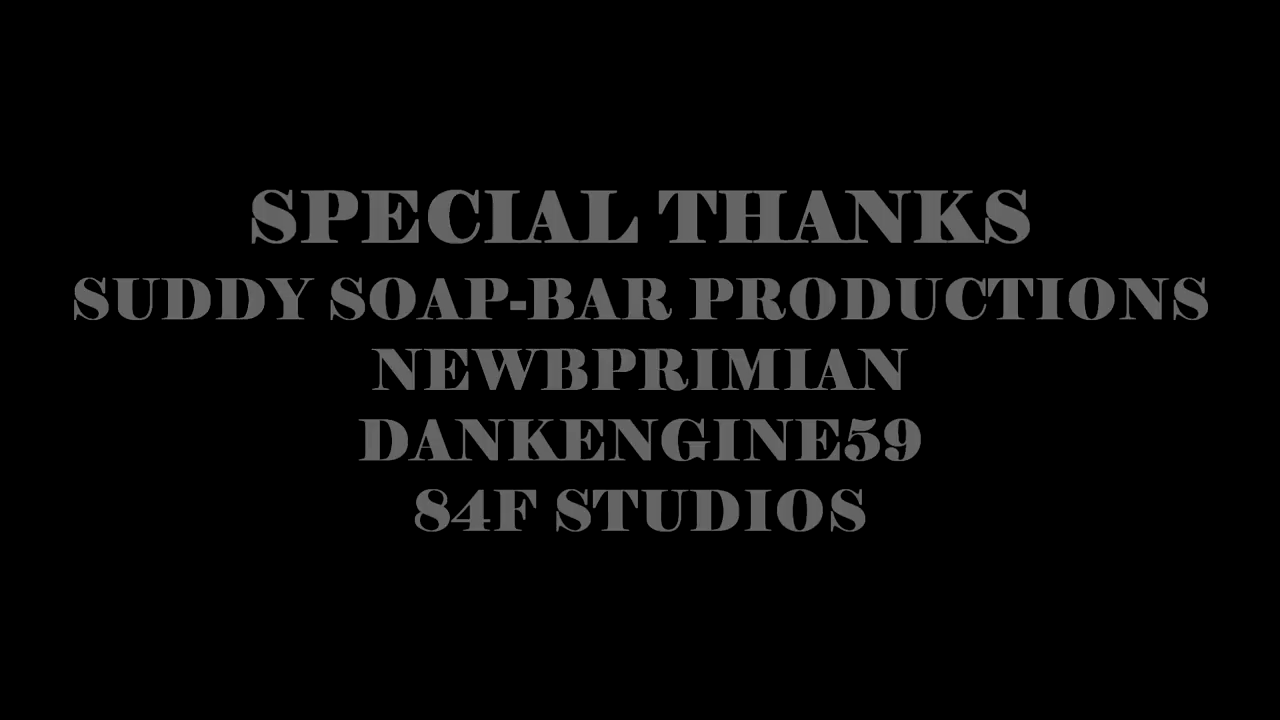 SPECIAL THANKS
SUDDY SOAP-BAR PRODUCTIONS
NEWBPRIMIAN
DANKENGINE59
84F STUDIOS